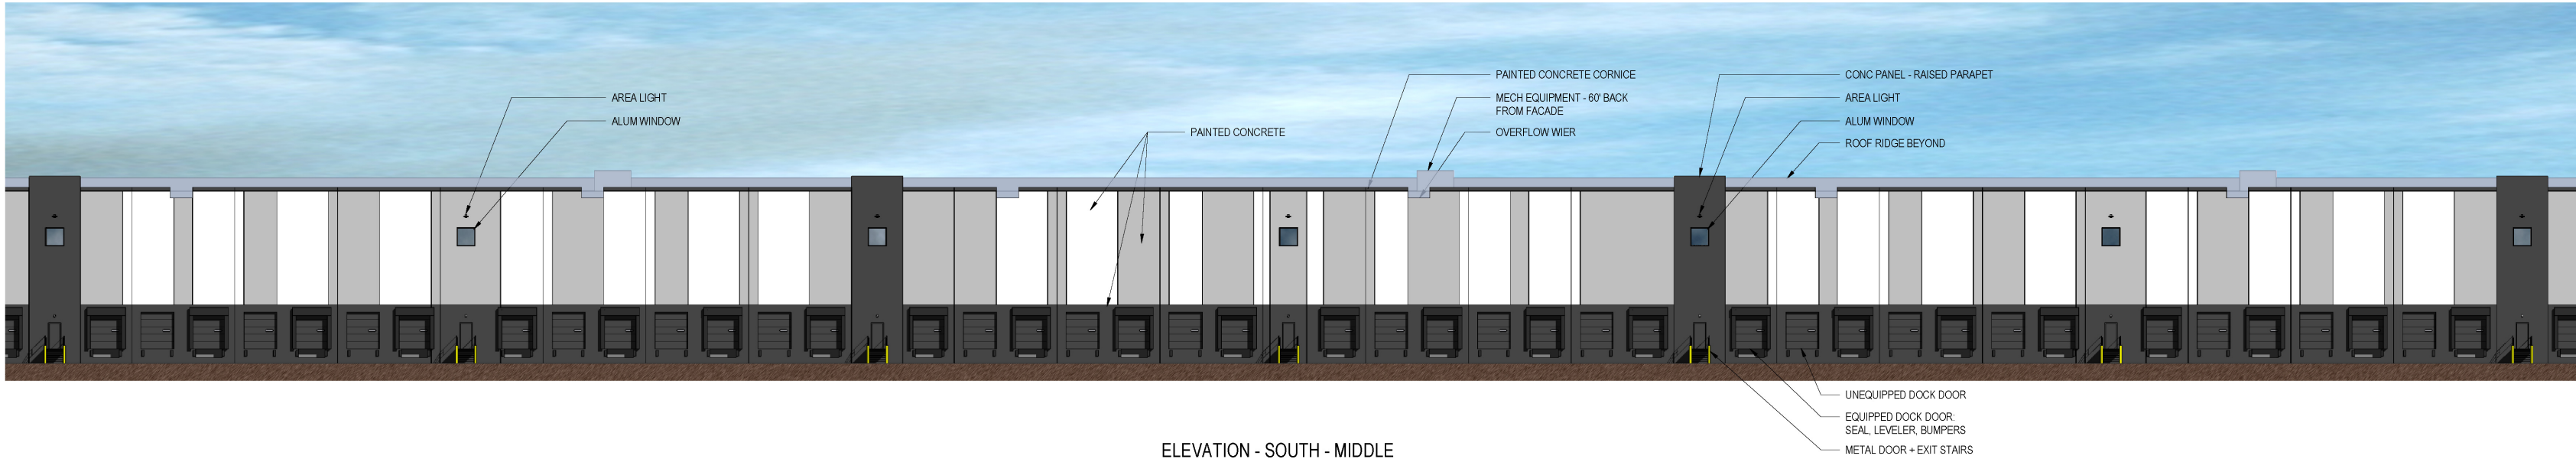 AREA LIGHT
ALUM WINDOW
PAINTED CONCRETE
PAINTED CONCRETE CORNICE
MECH EQUIPMENT - 60' BACK
FROM FACADE
OVERFLOW WIER
CONC PANEL - RAISED PARAPET
AREA LIGHT
ALUM WINDOW
ROOF RIDGE BEYOND
UNEQUIPPED DOCK DOOR
EQUIPPED DOCK DOOR:
SEAL, LEVELER, BUMPERS
METAL DOOR + EXIT STAIRS
ELEVATION - SOUTH - MIDDLE